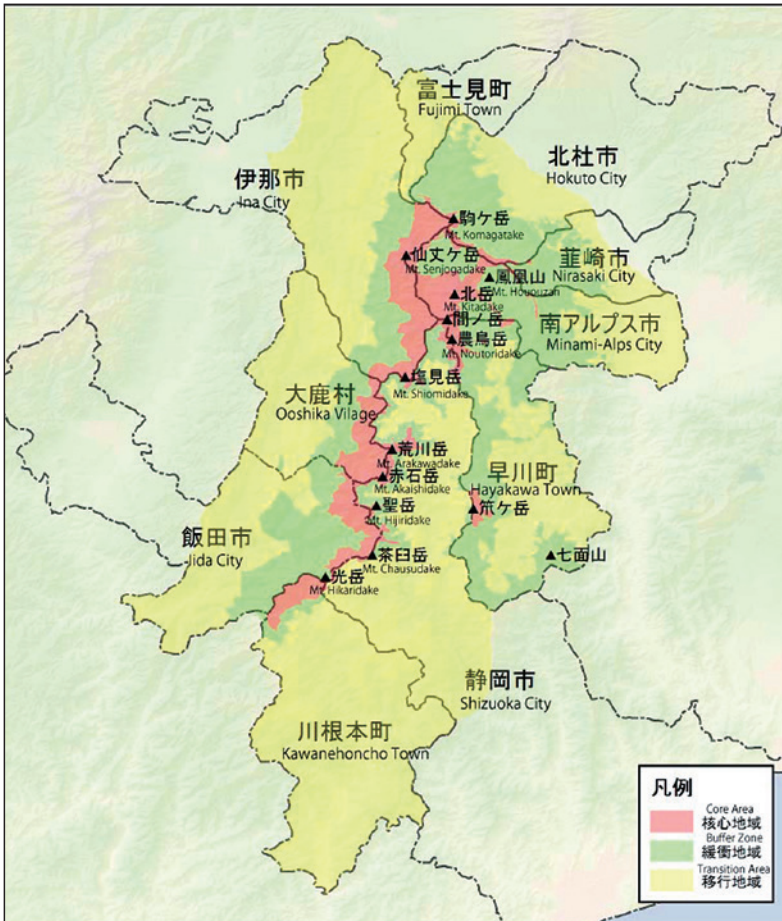 富士見町
Fujimi Town
北杜市
Hokuto City
伊那市
Ina City
駒ケ岳
Mt. Komagatake
韮崎市
Nirasaki City
仙丈ケ岳
Mt. Senjogadake
鳳凰山
Mt. Houpuzan
北岳
Mt. Kitadake
間ノ岳
南アルプス市
Minami-Alps City
農鳥岳
Mt. Noutoridake
塩見岳
Mt. Shiomidake
大鹿村
Ooshika Vilage
荒川岳
Mt. Arakawadake
赤石岳
Mt. Akaishidake
早川町
Hayakawa Town
聖岳
Mt. Hijiridake
笊ケ岳
飯田市
Iida City
茶臼岳
Mt. Chausudake
七面山
光岳
Mt. Hikaridake
静岡市
Shizuoka City
川根本町
Kawanehoncho Town
凡例
Core Area
核心地域
Buffer Zone
緩衝地域
Transition Area
移行地域